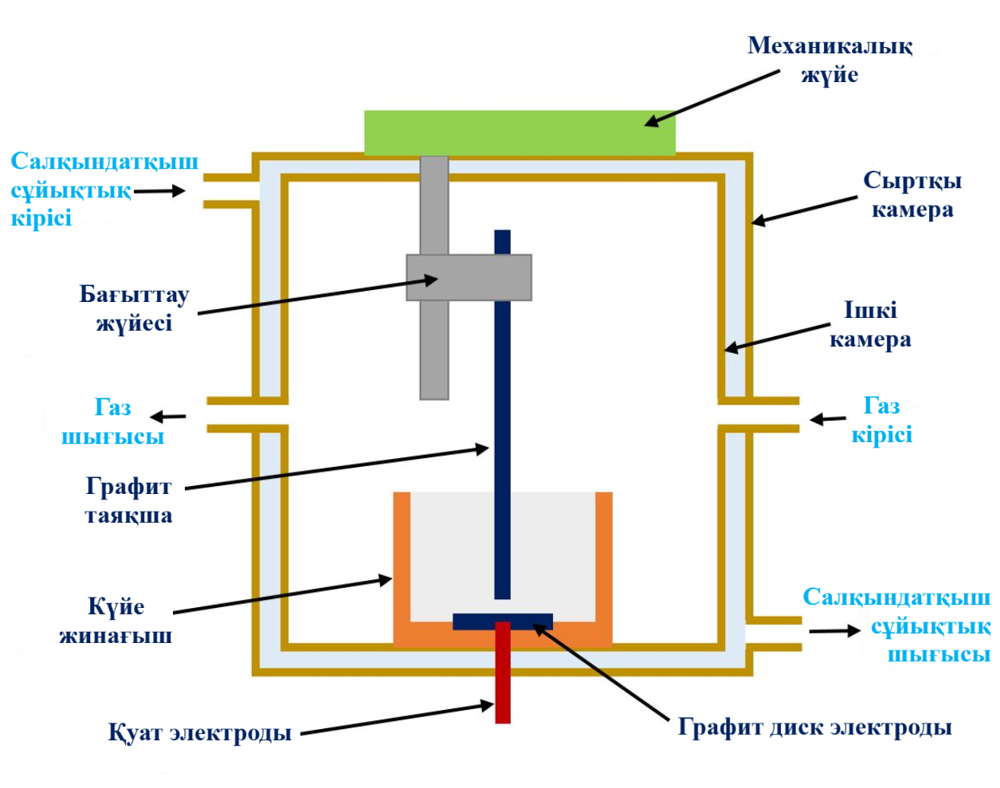 Механикалық
жүйе
Салқындатқыш
сұйықтық
кірісі
Сыртқы
камера
Бағыттау
жүйесі
Ішкі
камера
Газ
шығысы
Газ
кірісі
Графит
таяқша
Күйе
жинағыш
Салқындатқыш
сұйықтық
шығысы
Қуат электроды
Графит диск электроды